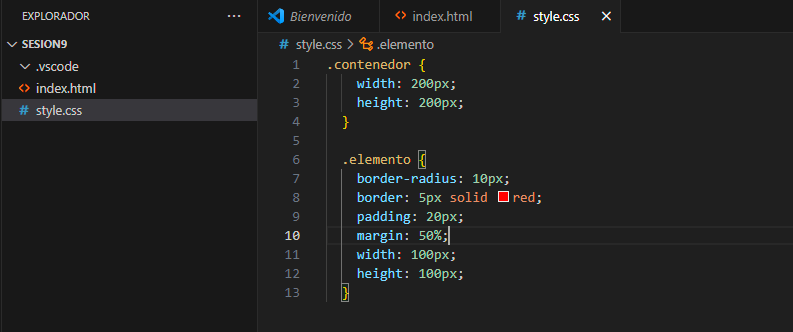 EXPLORADOR ···
SESION9
.vscode
index.html
style.css
Bienvenido
index.html
style.css
style.css > .elemento
1 .contenedor {
2 width: 200px;
3 height: 200px;
4 }
5
6 .elemento {
7 border-radius: 10px;
8 border: 5px solid red;
9 padding: 20px;
10 margin: 50%;
11 width: 100px;
12 height: 100px;
13 }